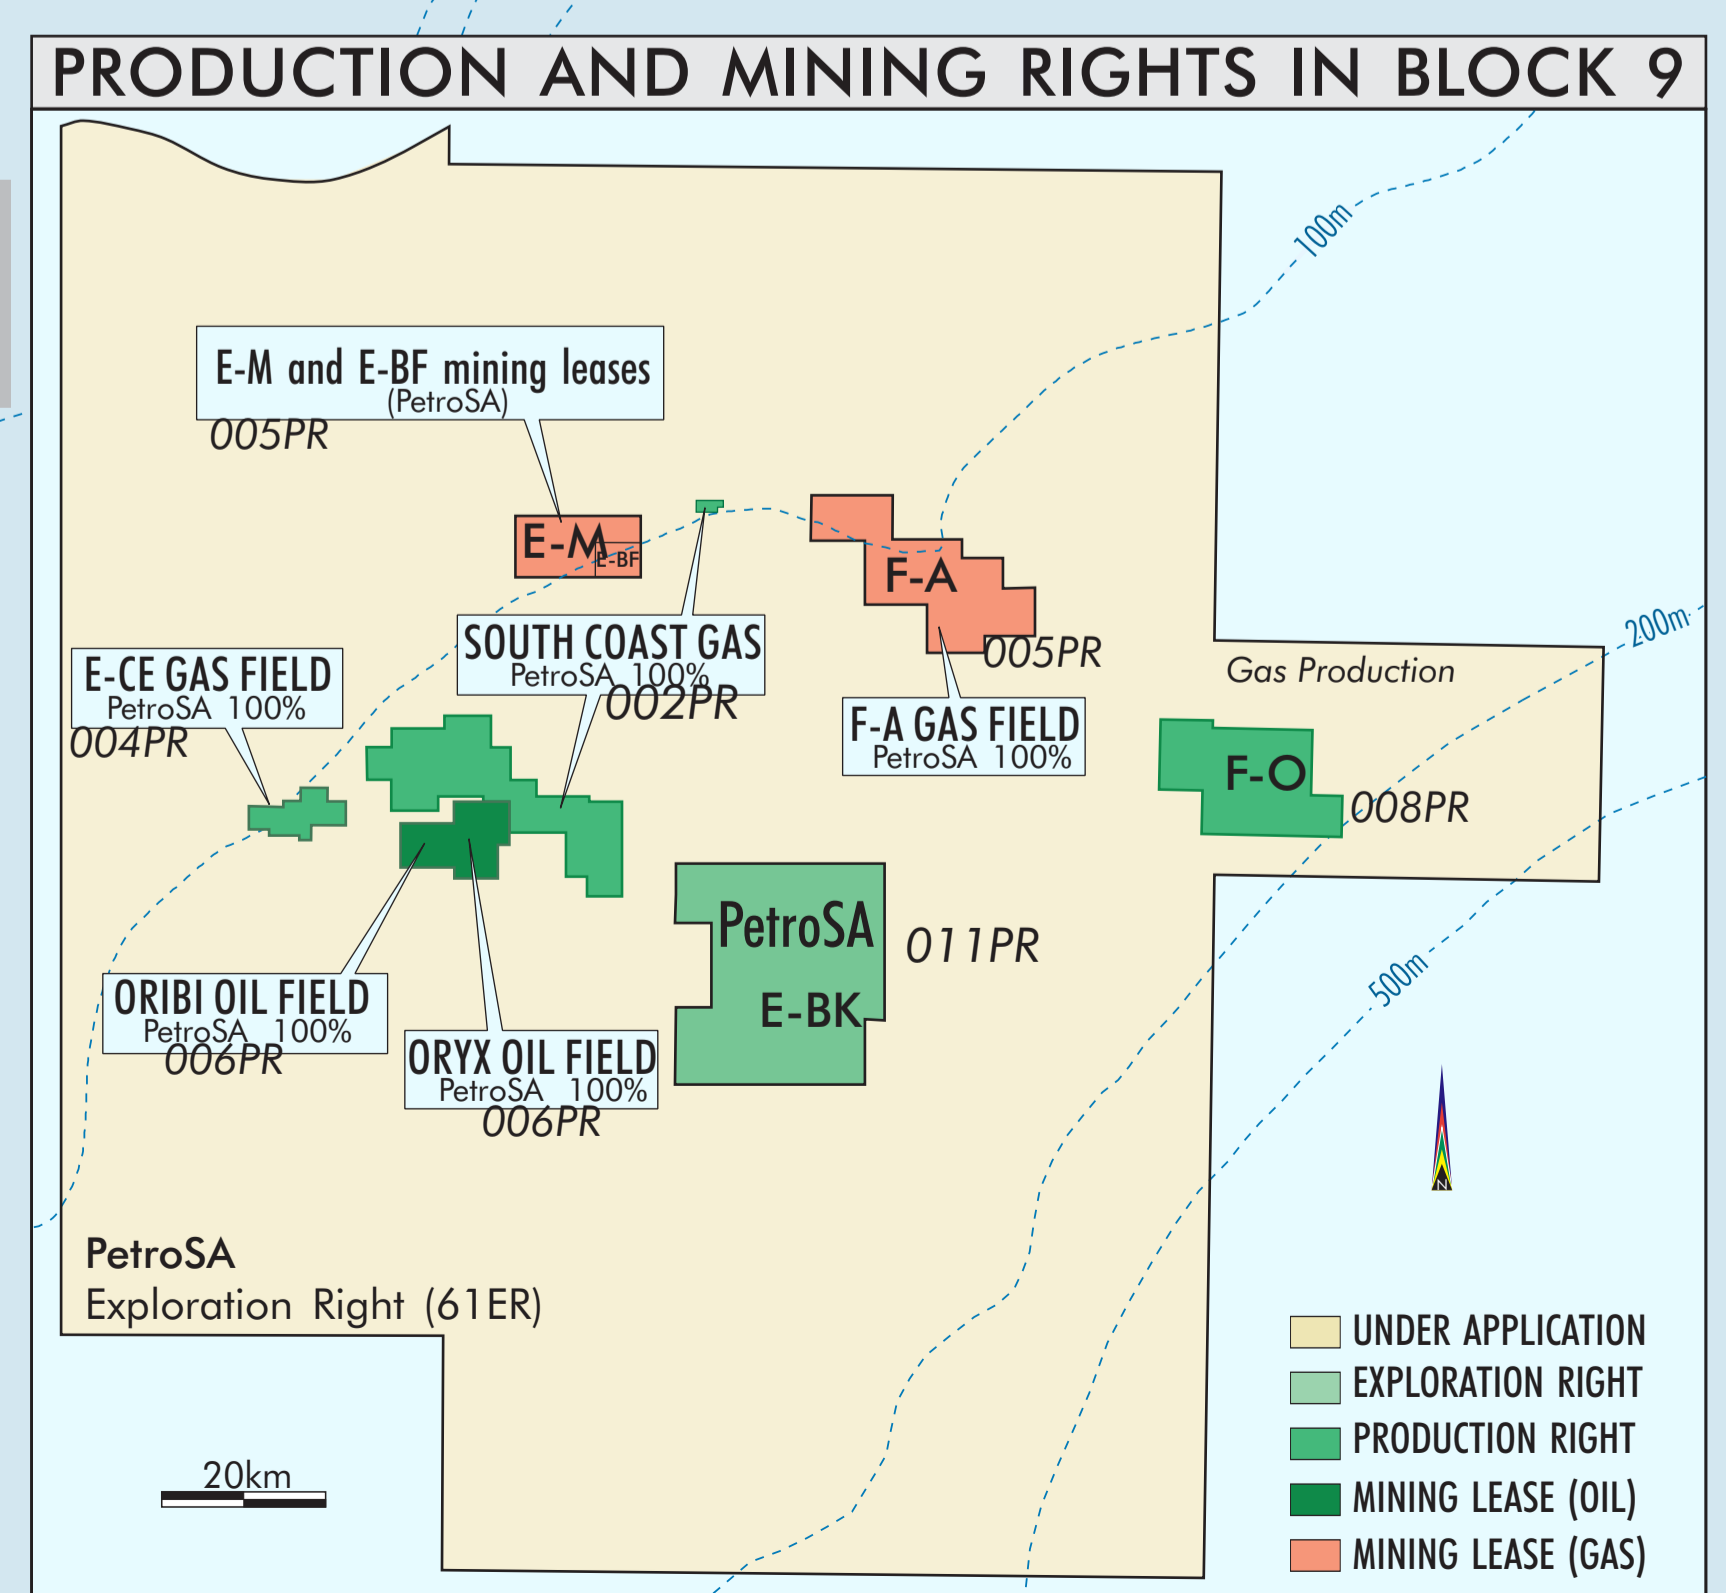 PRODUCTION AND MINING RIGHTS IN BLOCK 9
100m
E-M and E-BF mining leases
(PetroSA)
005PR
E-M
E-BF
F-A
200m
SOUTH COAST GAS
PetroSA 100%
002PR
005PR
Gas Production
E-CE GAS FIELD
PetroSA 100%
004PR
F-A GAS FIELD
PetroSA 100%
F-O
008PR
PetroSA
E-BK
011PR
500m
ORIBI OIL FIELD
PetroSA 100%
006PR
ORYX OIL FIELD
PetroSA 100%
006PR
N
PetroSA
Exploration Right (61ER)
20km
UNDER APPLICATION
EXPLORATION RIGHT
PRODUCTION RIGHT
MINING LEASE (OIL)
MINING LEASE (GAS)